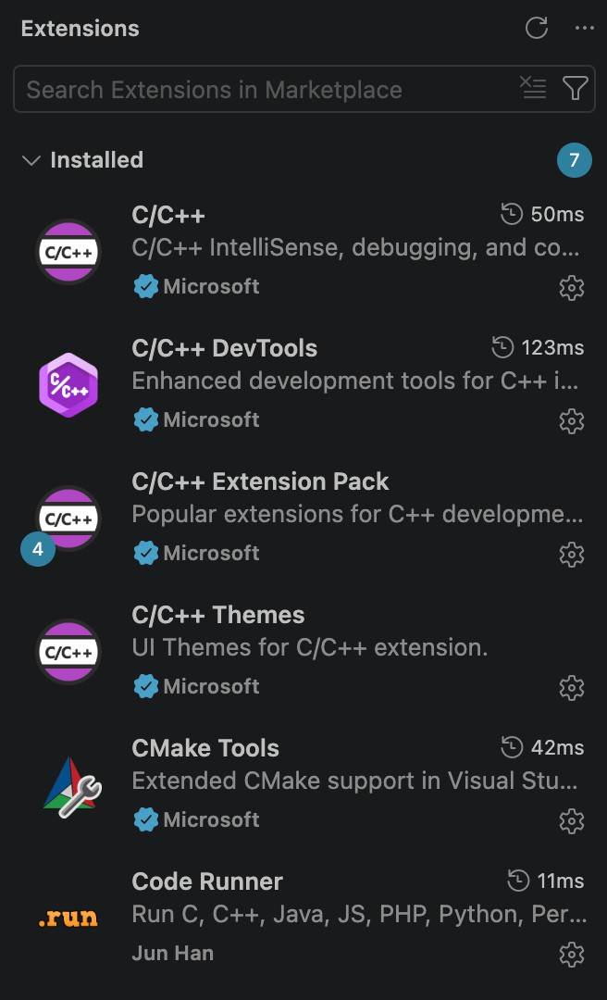 Extensions
Search Extensions in Marketplace
Installed
7
C/C++
50ms
C/C++
C/C++ IntelliSense, debugging, and co...
Microsoft
C/C++ DevTools
123ms
C/C++
Enhanced development tools for C++ i...
Microsoft
C/C++ Extension Pack
C/C++
Popular extensions for C++ developme...
4
Microsoft
C/C++ Themes
C/C++
UI Themes for C/C++ extension.
Microsoft
CMake Tools
42ms
Extended CMake support in Visual Stu...
Microsoft
Code Runner
11ms
.run
Run C, C++, Java, JS, PHP, Python, Per...
Jun Han